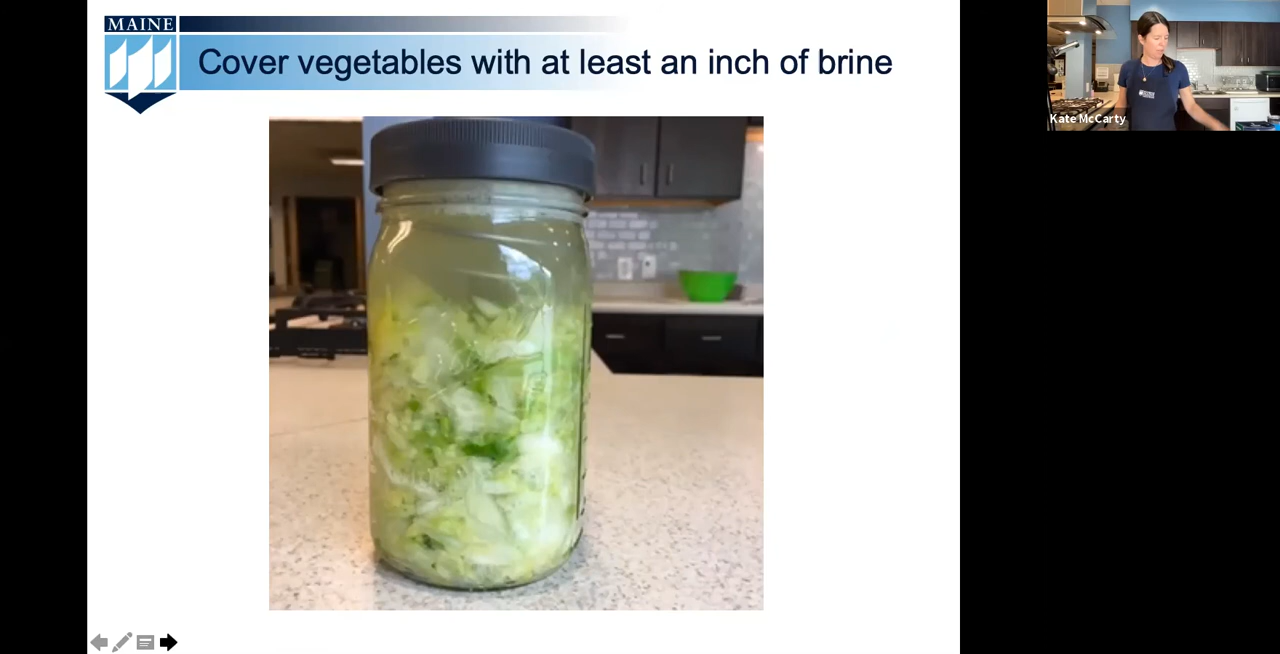 MAINE
Cover vegetables with at least an inch of brine
Kate McCarty